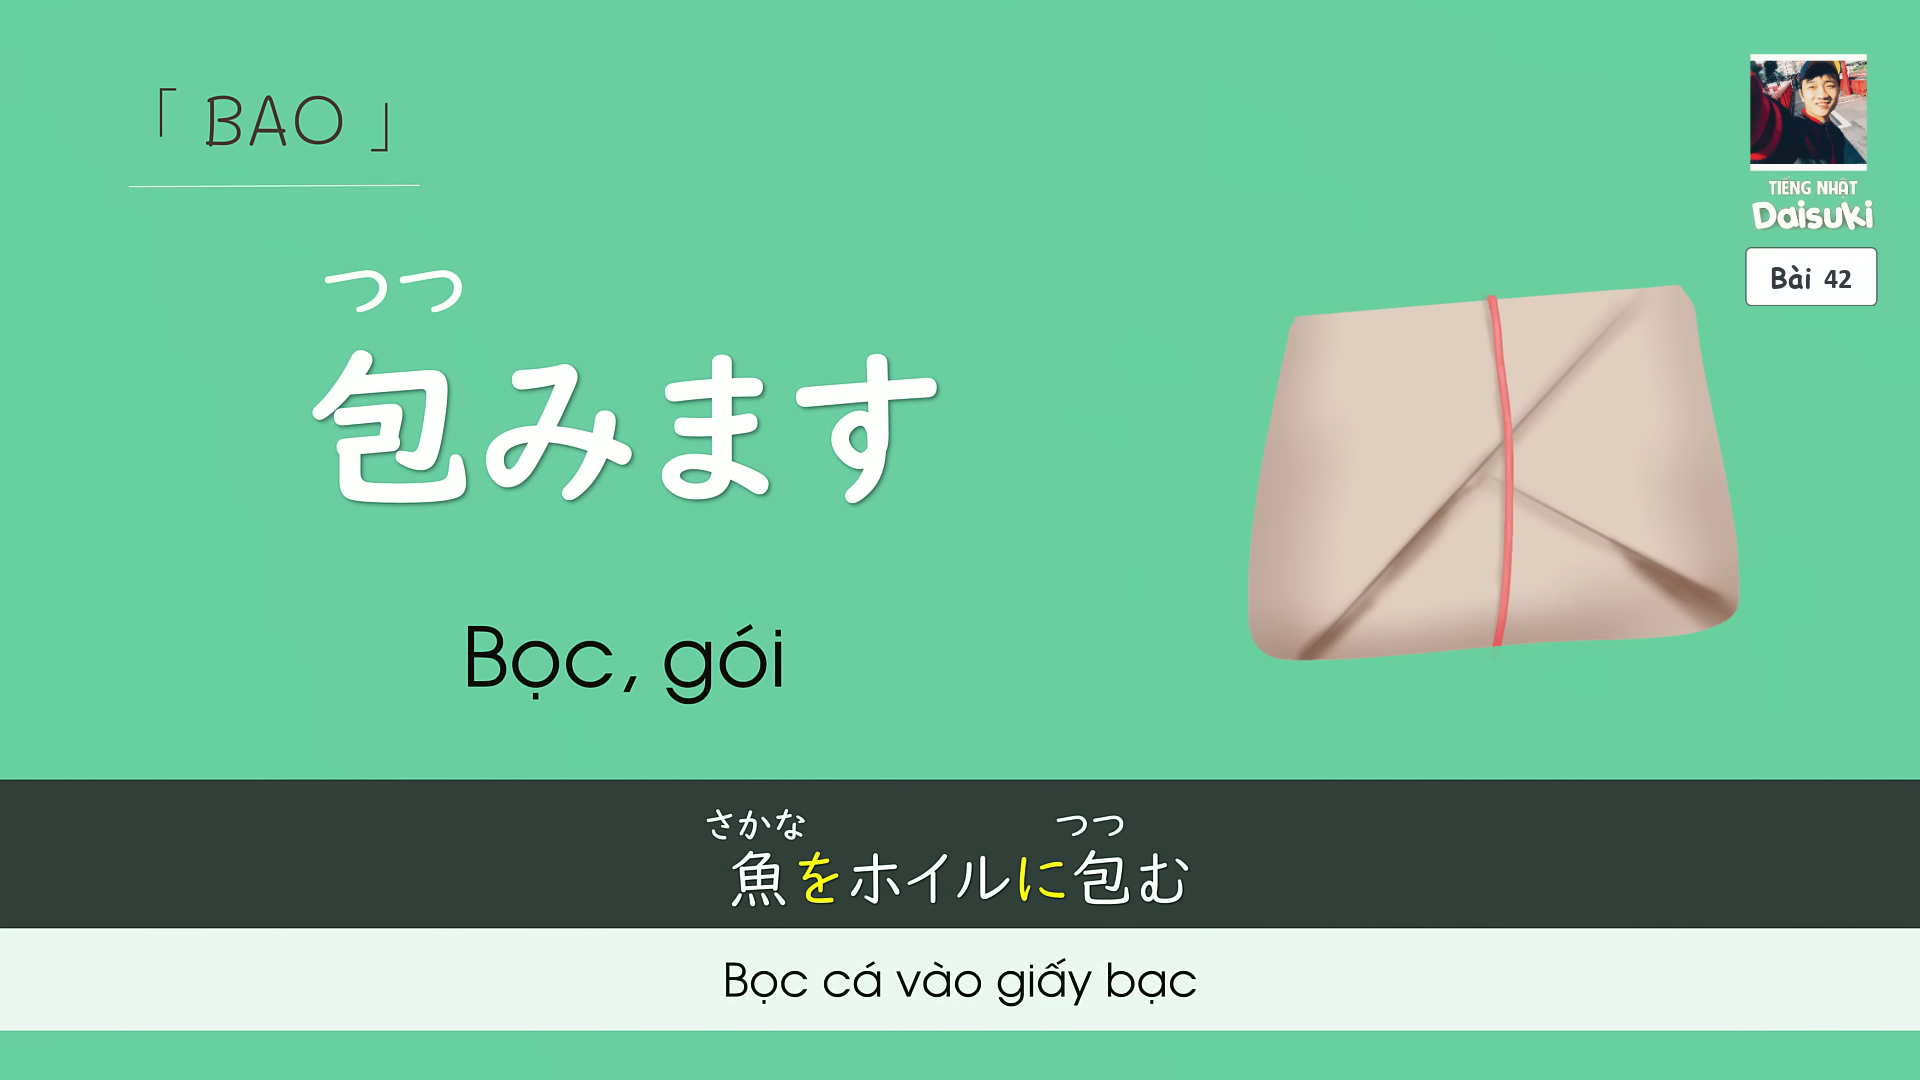 「 BAO 」
TIẾNG NHẬT
Daisuki
Bài 42
つつ
包みます
Bọc, gói
さかな つつ
魚をホイルに包む
Bọc cá vào giấy bạc